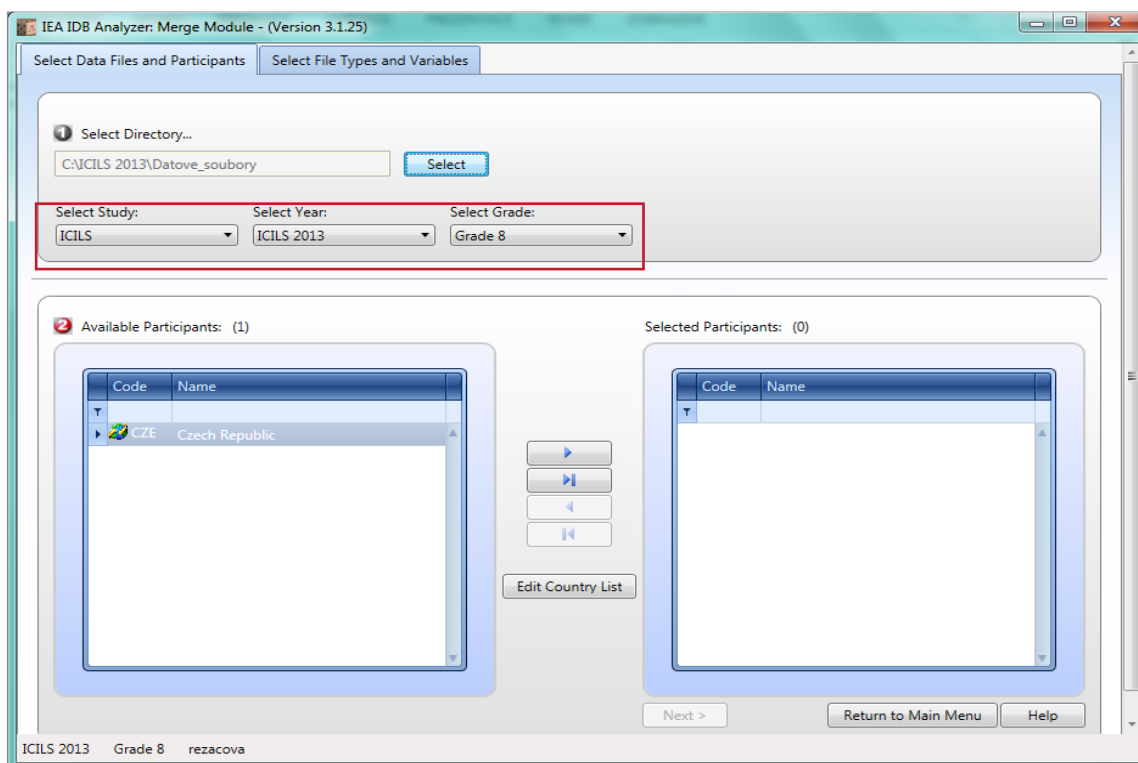 IEA IDB Analyzer: Merge Module - (Version 3.1.25)
Select Data Files and Participants Select File Types and Variables
1 Select Directory...
C:\ICILS 2013\Datove_soubory Select
Select Study: Select Year: Select Grade:
ICILS ICILS 2013 Grade 8
2 Available Participants: (1) Selected Participants: (0)
Code Name Code Name
CZE Czech Republic
Edit Country List
Next > Return to Main Menu Help
ICILS 2013 Grade 8 rezacova